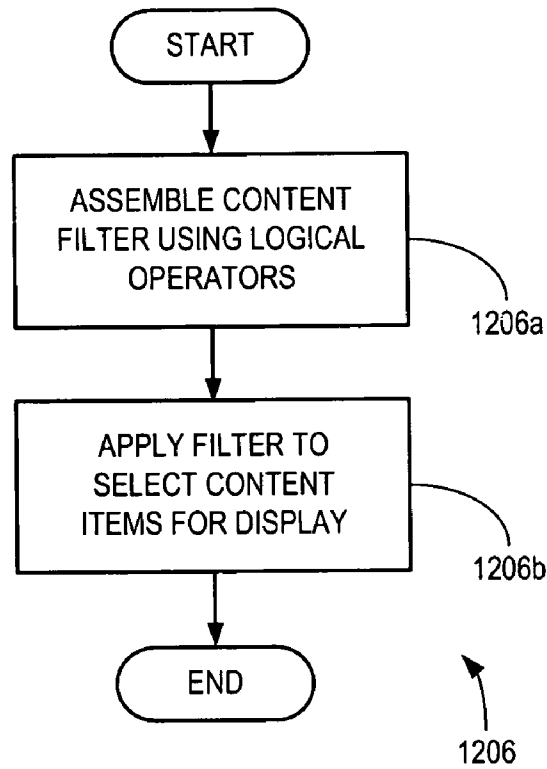 START
ASSEMBLE CONTENT
FILTER USING LOGICAL
OPERATORS
1206a
APPLY FILTER TO
SELECT CONTENT
ITEMS FOR DISPLAY
1206b
END
1206